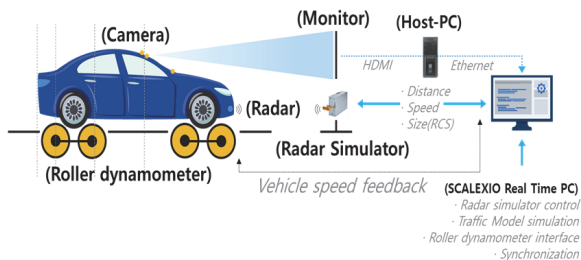 (Camera)
(Monitor)
(Host-PC)
HDMI
Ethernet
(Radar)
· Distance
· Speed
· Size(RCS)
(Radar Simulator)
(Roller dynamometer)
Vehicle speed feedback
(SCALEXIO Real Time PC)
· Radar simulator control
· Traffic Model simulation
· Roller dynamometer interface
· Synchronization